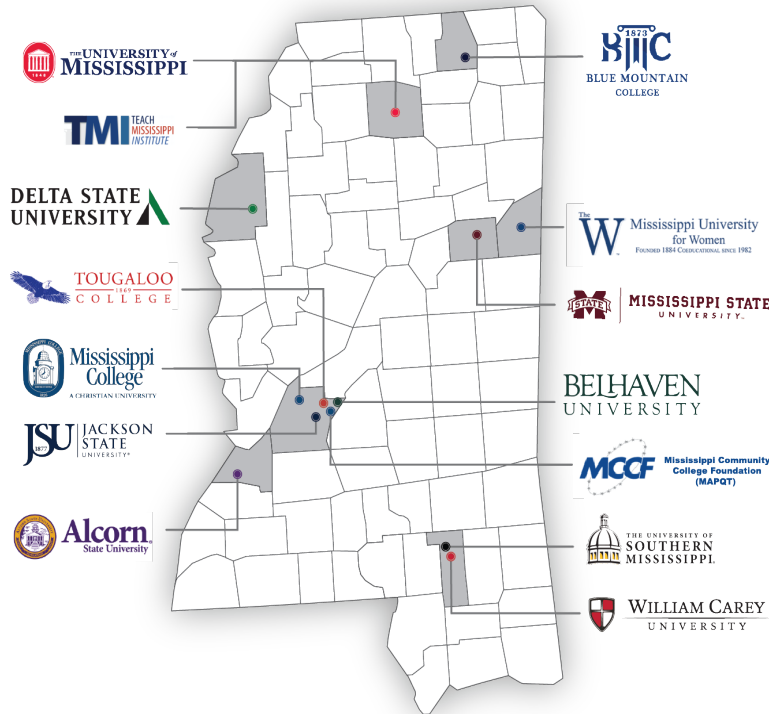 THE UNIVERSITY of
MISSISSIPPI
1848
TMI TEACH
MISSISSIPPI
INSTITUTE
DELTA STATE
UNIVERSITY
TOUGALOO
1869
COLLEGE
Mississippi
College
A CHRISTIAN UNIVERSITY
JSU
1877
JACKSON
STATE
UNIVERSITY®
Alcorn
State University
1873
BMC
BLUE MOUNTAIN
COLLEGE
The
W
Mississippi University
for Women
FOUNDED 1884 COEDUCATIONAL SINCE 1982
STATE
MISSISSIPPI STATE
UNIVERSITY™
BELHAVEN
UNIVERSITY
MCCF
Mississippi Community
College Foundation
(MAPQT)
THE UNIVERSITY OF
SOUTHERN
MISSISSIPPI.
WILLIAM CAREY
UNIVERSITY